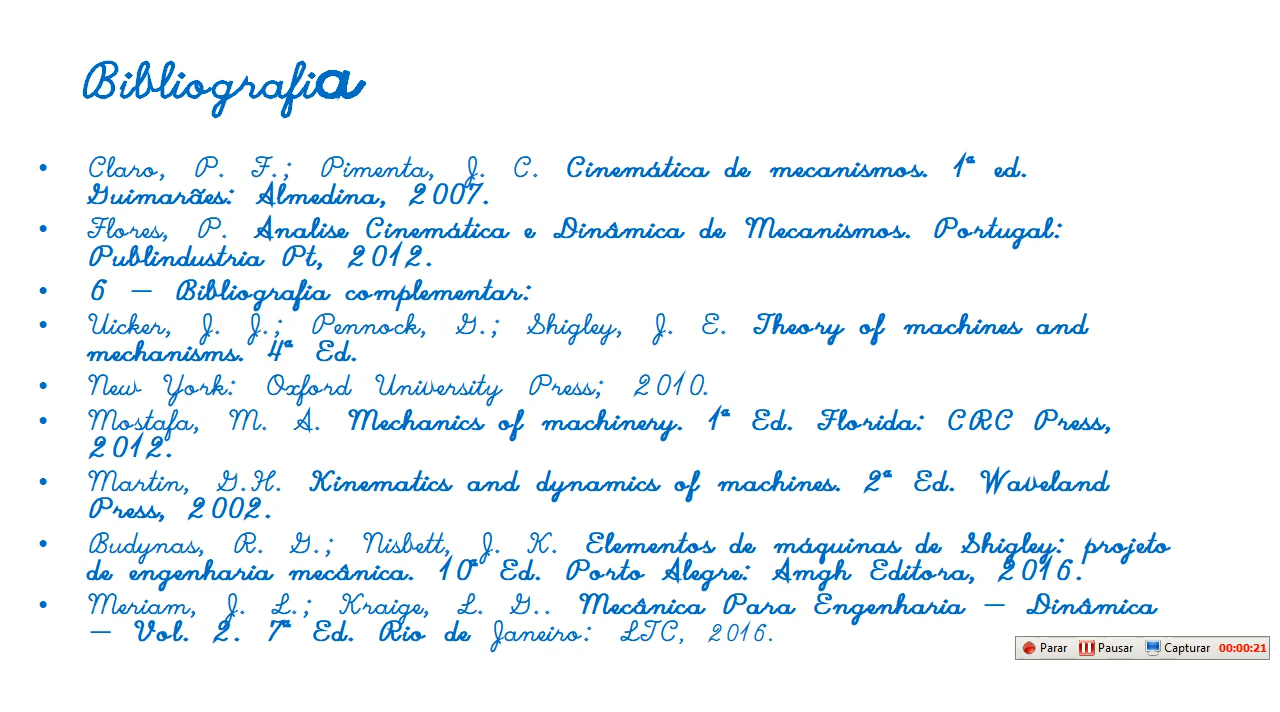 Bibliografia
• Claro, P. F.; Pimenta, J. C. Cinemática de mecanismos. 1ª ed.
Guimarães: Almedina, 2007.
• Flores, P. Analise Cinemática e Dinâmica de Mecanismos. Portugal:
Publindustria Pt, 2012.
• 6 – Bibliografia complementar:
• Uicker, J. J.; Pennock, G.; Shigley, J. E. Theory of machines and
mechanisms. 4ª Ed.
• New York: Oxford University Press; 2010.
• Mostafa, M. A. Mechanics of machinery. 1ª Ed. Florida: CRC Press,
2012.
• Martin, G.H. Kinematics and dynamics of machines. 2ª Ed. Waveland
Press, 2002.
• Budynas, R. G.; Nisbett, J. K. Elementos de máquinas de Shigley: projeto
de engenharia mecânica. 10ª Ed. Porto Alegre: Amgh Editora, 2016.
• Meriam, J. L.; Kraige, L. G.. Mecânica Para Engenharia – Dinâmica
– Vol. 2. 7ª Ed. Rio de Janeiro: LTC, 2016.
Parar Pausar Capturar 00:00:21